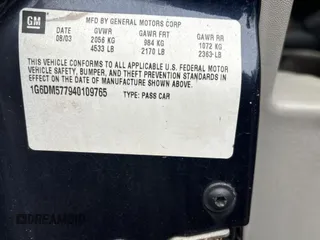 GM
MFD BY GENERAL MOTORS CORP
DATE GVWR GAWR FRT GAWR RR
08/03 2056 KG 984 KG 1072 KG
4533 LB 2170 LB 2363 LB
THIS VEHICLE CONFORMS TO ALL APPLICABLE U.S. FEDERAL MOTOR
VEHICLE SAFETY, BUMPER, AND THEFT PREVENTION STANDARDS IN
EFFECT ON THE DATE OF MANUFACTURE SHOWN ABOVE.
1G6DM577940109765 TYPE: PASS CAR
DREAMBID